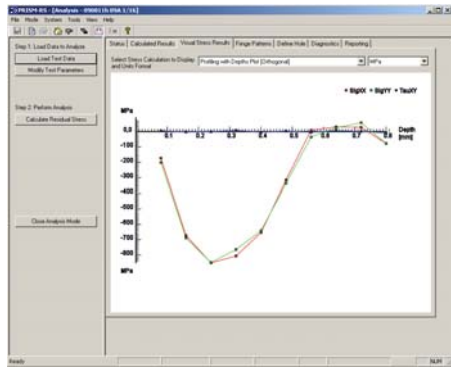 PRISM-RS - [Analysis - 090811b 09A 1/16]
File Mode System Tools View Help
Step 1: Load Data to Analyze
Load Test Data
Modify Test Parameters
Step 2: Perform Analysis
Calculate Residual Stress
Close Analysis Mode
Status Calculated Results Visual Stress Results Fringe Patterns Define Hole Diagnostics Reporting
Select Stress Calculation to Display and Units Format
Profiling with Depths Plot (Orthogonal)
MPa
SigXX SigYY TauXY
MPa
0,0
-100
-200
-300
-400
-500
-600
-700
-800
MPa
0.1 0.2 0.3 0.4 0.5 0.6 0.7 0.8
Depth
[mm]
Ready
NUM